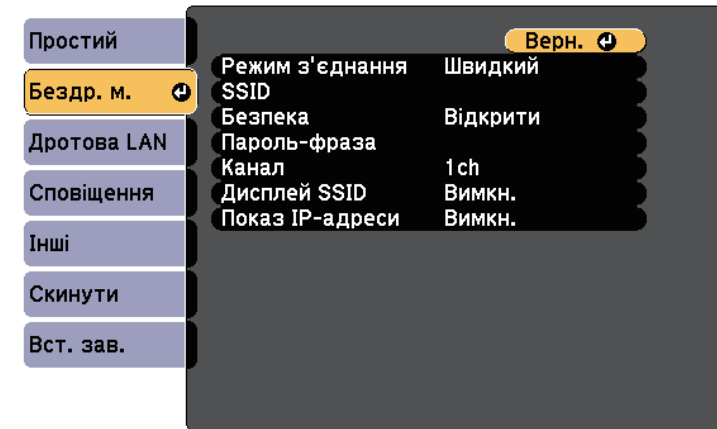 Простий
Бездр. м.
Дротова LAN
Сповіщення
Інші
Скинути
Вст. зав.
Верн.
Режим з'єднання Швидкий
SSID
Безпека Відкрити
Пароль-фраза
Канал 1ch
Дисплей SSID Вимкн.
Показ IP-адреси Вимкн.